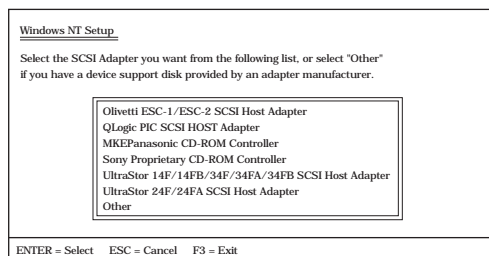 Windows NT Setup
Select the SCSI Adapter you want from the following list, or select "Other"
if you have a device support disk provided by an adapter manufacturer.
Olivetti ESC-1/ESC-2 SCSI Host Adapter
QLogic PIC SCSI HOST Adapter
MKEPanasonic CD-ROM Controller
Sony Proprietary CD-ROM Controller
UltraStor 14F/14FB/34F/34FA/34FB SCSI Host Adapter
UltraStor 24F/24FA SCSI Host Adapter
Other
ENTER = Select ESC = Cancel F3 = Exit